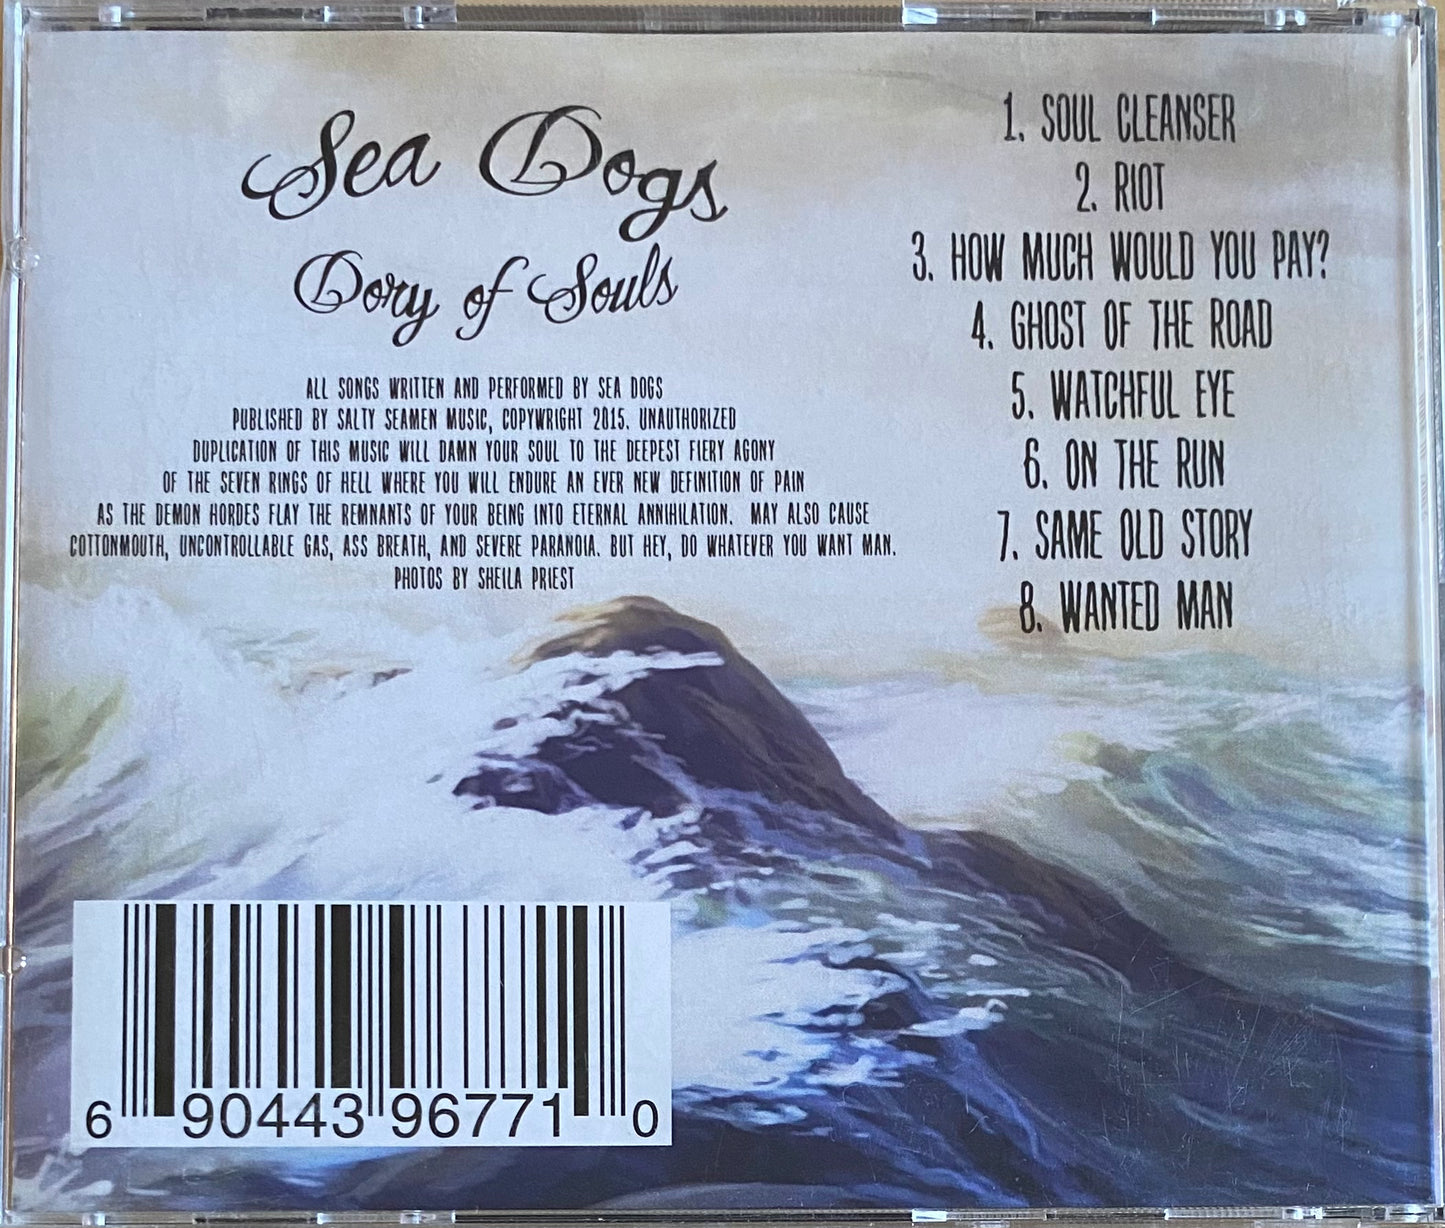 Sea Dogs
Dory of Souls
ALL SONGS WRITTEN AND PERFORMED BY SEA DOGS
PUBLISHED BY SALTY SEAMEN MUSIC, COPYWRIGHT 2015. UNAUTHORIZED
DUPLICATION OF THIS MUSIC WILL DAMN YOUR SOUL TO THE DEEPEST FIERY AGONY
OF THE SEVEN RINGS OF HELL WHERE YOU WILL ENDURE AN EVER NEW DEFINITION OF PAIN
AS THE DEMON HORDES FLAY THE REMNANTS OF YOUR BEING INTO ETERNAL ANNIHILATION. MAY ALSO CAUSE
COTTONMOUTH, UNCONTROLLABLE GAS, ASS BREATH, AND SEVERE PARANOIA. BUT HEY, DO WHATEVER YOU WANT MAN.
PHOTOS BY SHEILA PRIEST
1. SOUL CLEANSER
2. RIOT
3. HOW MUCH WOULD YOU PAY?
4. GHOST OF THE ROAD
5. WATCHFUL EYE
6. ON THE RUN
7. SAME OLD STORY
8. WANTED MAN
6 90443 96771 0